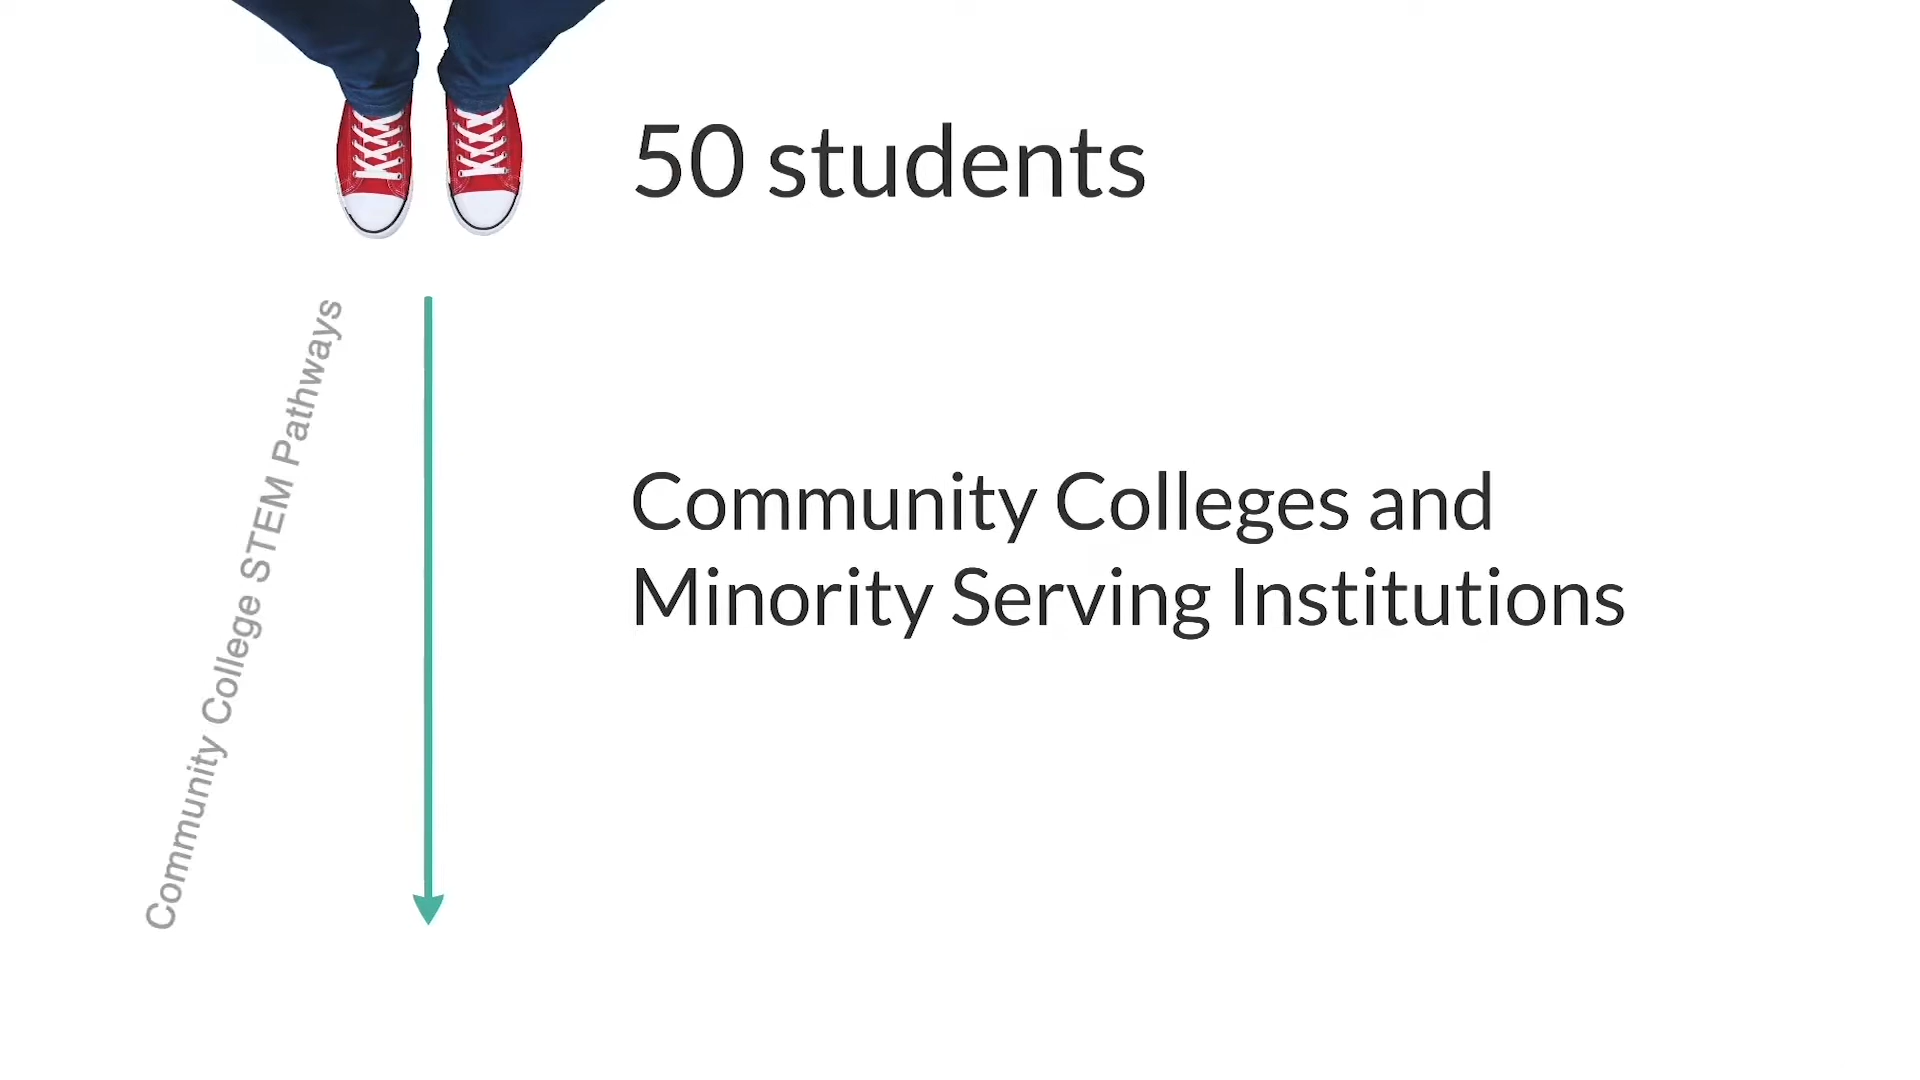 50 students
Community College STEM Pathways
Community Colleges and
Minority Serving Institutions